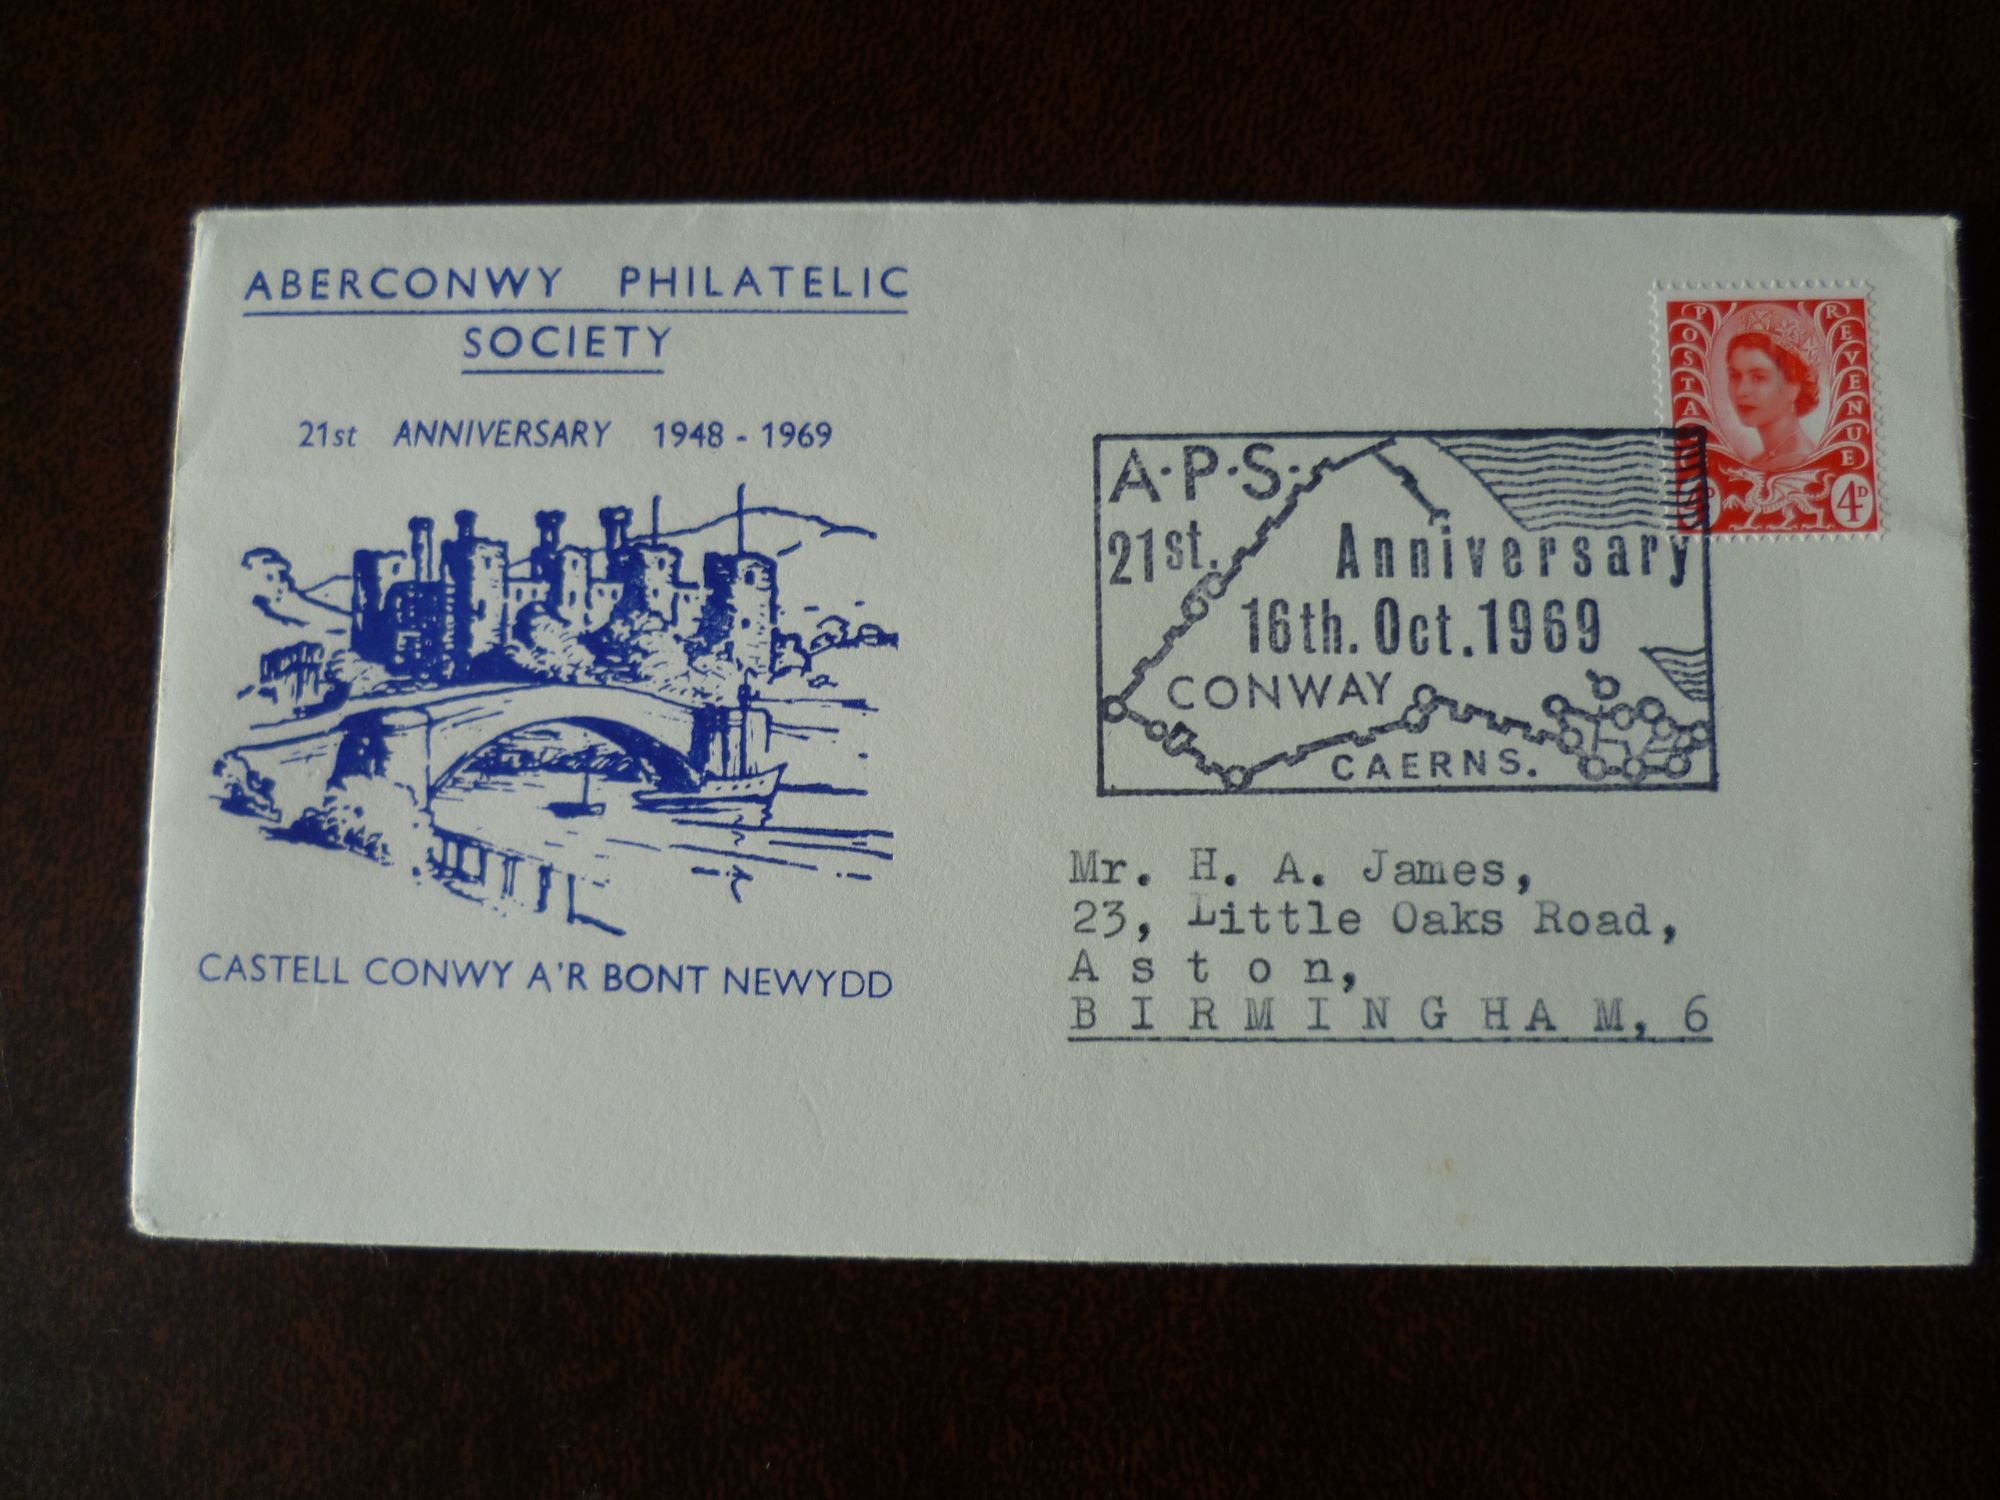 ABERCONWY PHILATELIC
SOCIETY
21st ANNIVERSARY 1948 - 1969
CASTELL CONWY A'R BONT NEWYDD
POSTAGE REVENUE
4D 4D
A.P.S.
21st. Anniversary
16th. Oct. 1969
CONWAY
CAERNS.
Mr. H. A. James,
23, Little Oaks Road,
Aston,
BIRMINGHAM, 6